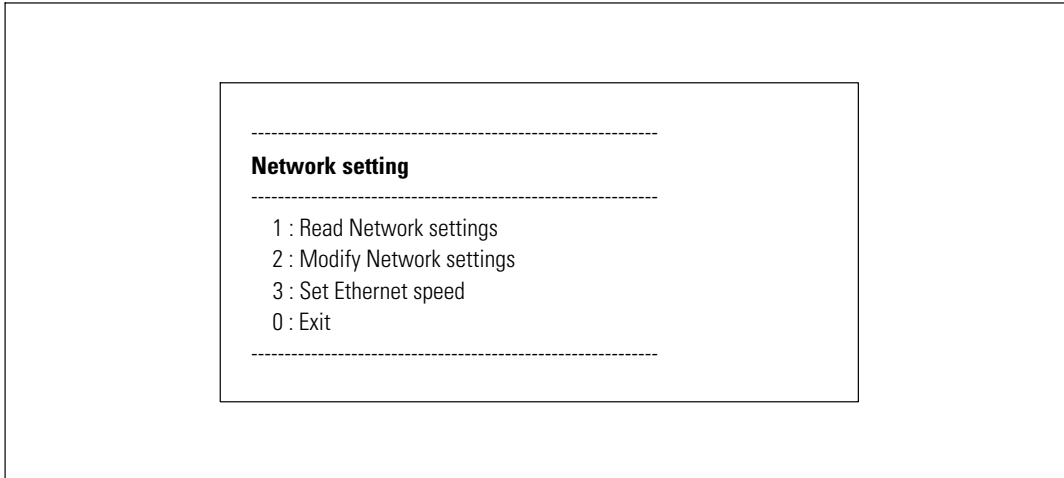 ------------------------------------------------------------
Network setting
------------------------------------------------------------
1 : Read Network settings
2 : Modify Network settings
3 : Set Ethernet speed
0 : Exit
------------------------------------------------------------